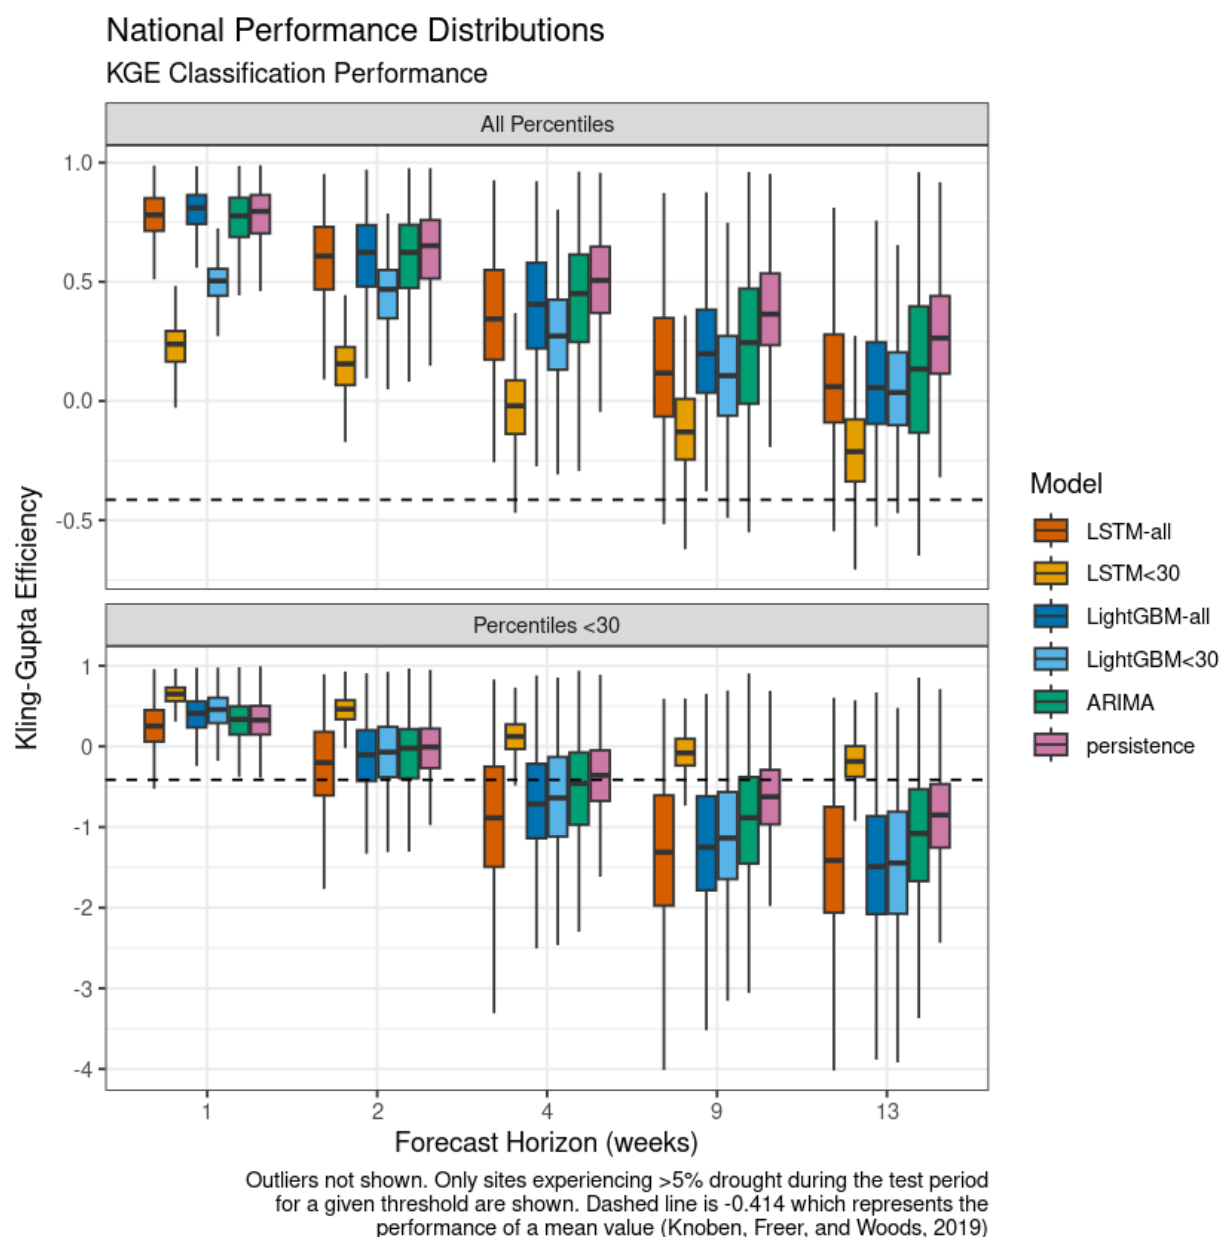 National Performance Distributions
KGE Classification Performance
All Percentiles
1.0
0.5
0.0
-0.5
Percentiles <30
1
0
-1
-2
-3
-4
Kling-Gupta Efficiency
1 2 4 9 13
Forecast Horizon (weeks)
Model
LSTM-all
LSTM<30
LightGBM-all
LightGBM<30
ARIMA
persistence
Outliers not shown. Only sites experiencing >5% drought during the test period
for a given threshold are shown. Dashed line is -0.414 which represents the
performance of a mean value (Knoben, Freer, and Woods, 2019)